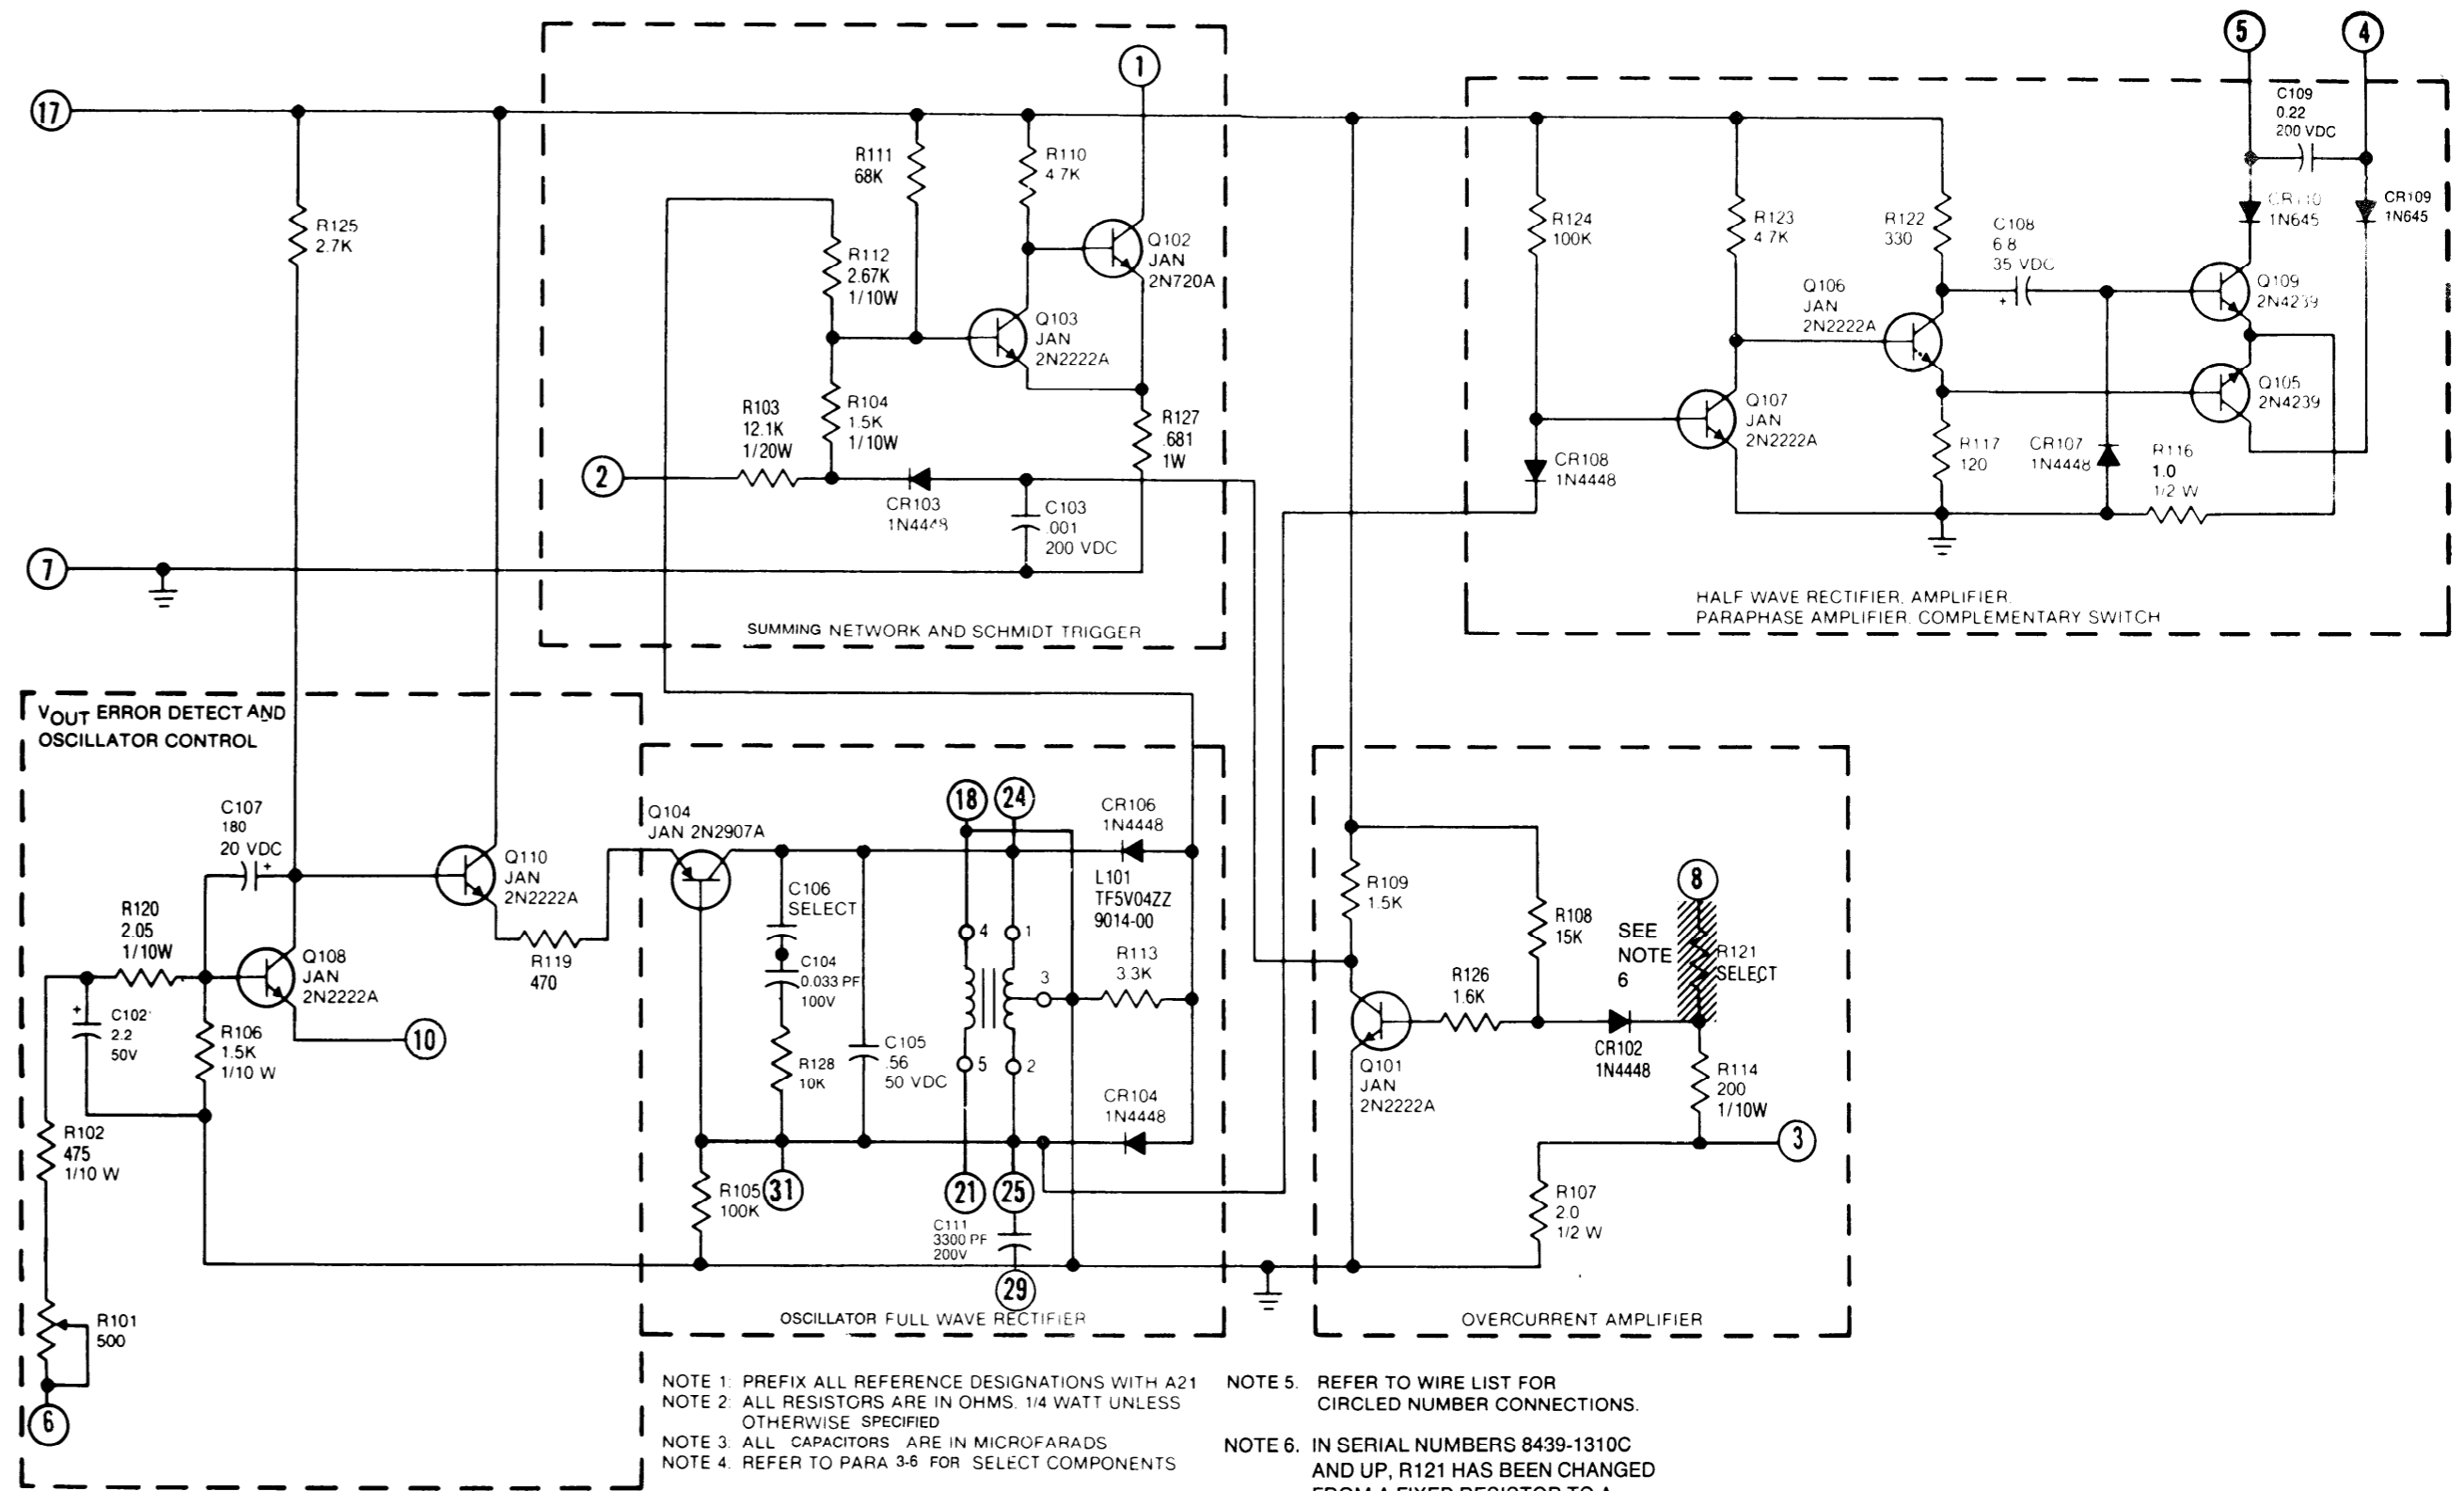 1
5
4
17
C109
0.22
200 VDC
R111
68K
R110
4.7K
R125
2.7K
R112
2.67K
1/10W
Q102
JAN
2N720A
Q103
JAN
2N2222A
R103
12.1K
1/20W
R104
1.5K
1/10W
R127
.681
1W
2
CR103
1N4448
C103
.001
200 VDC
7
SUMMING NETWORK AND SCHMIDT TRIGGER
R124
100K
R123
4.7K
R122
330
C108
6.8
35 VDC
+
CR110
1N645
CR109
1N645
Q106
JAN
2N2222A
Q109
2N4239
Q105
2N4239
Q107
JAN
2N2222A
CR108
1N4448
R117
120
CR107
1N4448
R116
1.0
1/2 W
HALF WAVE RECTIFIER, AMPLIFIER.
PARAPHASE AMPLIFIER. COMPLEMENTARY SWITCH
VOUT ERROR DETECT AND
OSCILLATOR CONTROL
C107
180
20 VDC
+
Q110
JAN
2N2222A
R120
2.05
1/10W
Q108
JAN
2N2222A
R119
470
+
C102
2.2
50V
R106
1.5K
1/10 W
10
R102
475
1/10 W
R101
500
6
Q104
JAN 2N2907A
18
24
CR106
1N4448
C106
SELECT
L101
TF5V04ZZ
9014-00
4
1
C104
0.033 PF
100V
R113
3.3K
3
R128
10K
C105
.56
50 VDC
5
2
CR104
1N4448
R105
100K
31
21
25
C111
3300 PF
200V
29
OSCILLATOR FULL WAVE RECTIFIER
R109
1.5K
R108
15K
8
SEE
NOTE
6
R121
SELECT
R126
1.6K
Q101
JAN
2N2222A
CR102
1N4448
R114
200
1/10W
3
R107
2.0
1/2 W
OVERCURRENT AMPLIFIER
NOTE 1: PREFIX ALL REFERENCE DESIGNATIONS WITH A21
NOTE 2: ALL RESISTORS ARE IN OHMS. 1/4 WATT UNLESS
OTHERWISE SPECIFIED
NOTE 3: ALL CAPACITORS ARE IN MICROFARADS
NOTE 4: REFER TO PARA 3-6 FOR SELECT COMPONENTS
NOTE 5. REFER TO WIRE LIST FOR
CIRCLED NUMBER CONNECTIONS.
NOTE 6. IN SERIAL NUMBERS 8439-1310C
AND UP, R121 HAS BEEN CHANGED
FROM A FIXED RESISTOR TO A